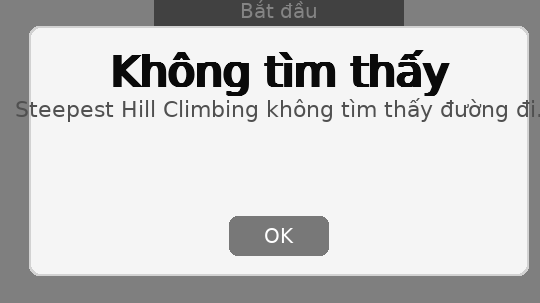 Bắt đầu
Không tìm thấy
Steepest Hill Climbing không tìm thấy đường đi.
OK